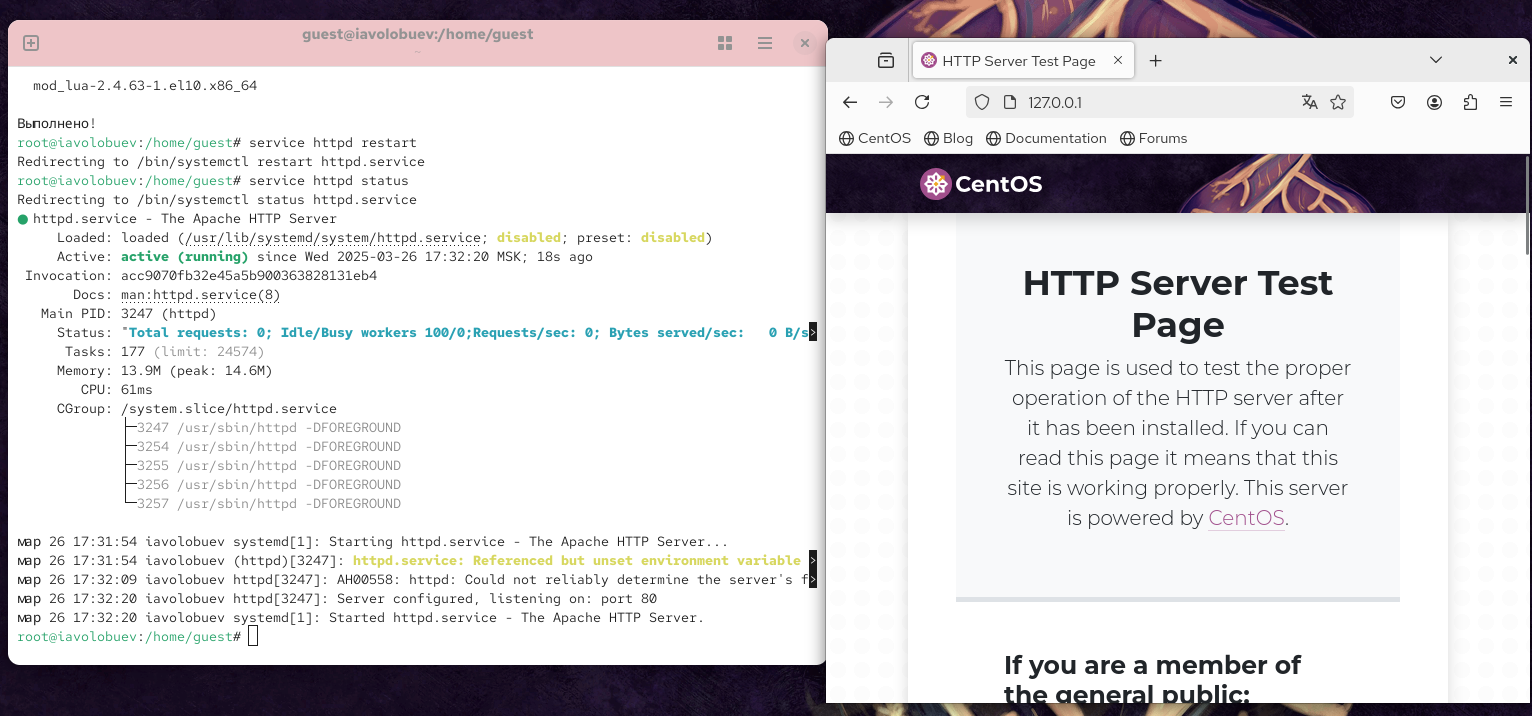 guest@iavolobuev:/home/guest
~
mod_lua-2.4.63-1.el10.x86_64
Выполнено!
root@iavolobuev:/home/guest# service httpd restart
Redirecting to /bin/systemctl restart httpd.service
root@iavolobuev:/home/guest# service httpd status
Redirecting to /bin/systemctl status httpd.service
● httpd.service - The Apache HTTP Server
Loaded: loaded (/usr/lib/systemd/system/httpd.service; disabled; preset: disabled)
Active: active (running) since Wed 2025-03-26 17:32:20 MSK; 18s ago
Invocation: acc9070fb32e45a5b900363828131eb4
Docs: man:httpd.service(8)
Main PID: 3247 (httpd)
Status: "Total requests: 0; Idle/Busy workers 100/0;Requests/sec: 0; Bytes served/sec:   0 B/s>
Tasks: 177 (limit: 24574)
Memory: 13.9M (peak: 14.6M)
CPU: 61ms
CGroup: /system.slice/httpd.service
├─3247 /usr/sbin/httpd -DFOREGROUND
├─3254 /usr/sbin/httpd -DFOREGROUND
├─3255 /usr/sbin/httpd -DFOREGROUND
├─3256 /usr/sbin/httpd -DFOREGROUND
└─3257 /usr/sbin/httpd -DFOREGROUND
мар 26 17:31:54 iavolobuev systemd[1]: Starting httpd.service - The Apache HTTP Server...
мар 26 17:31:54 iavolobuev (httpd)[3247]: httpd.service: Referenced but unset environment variable >
мар 26 17:32:09 iavolobuev httpd[3247]: AH00558: httpd: Could not reliably determine the server's f>
мар 26 17:32:20 iavolobuev httpd[3247]: Server configured, listening on: port 80
мар 26 17:32:20 iavolobuev systemd[1]: Started httpd.service - The Apache HTTP Server.
root@iavolobuev:/home/guest#
HTTP Server Test Page
127.0.0.1
CentOS Blog Documentation Forums
CentOS
HTTP Server Test
Page
This page is used to test the proper
operation of the HTTP server after
it has been installed. If you can
read this page it means that this
site is working properly. This server
is powered by CentOS.
If you are a member of
the general public: